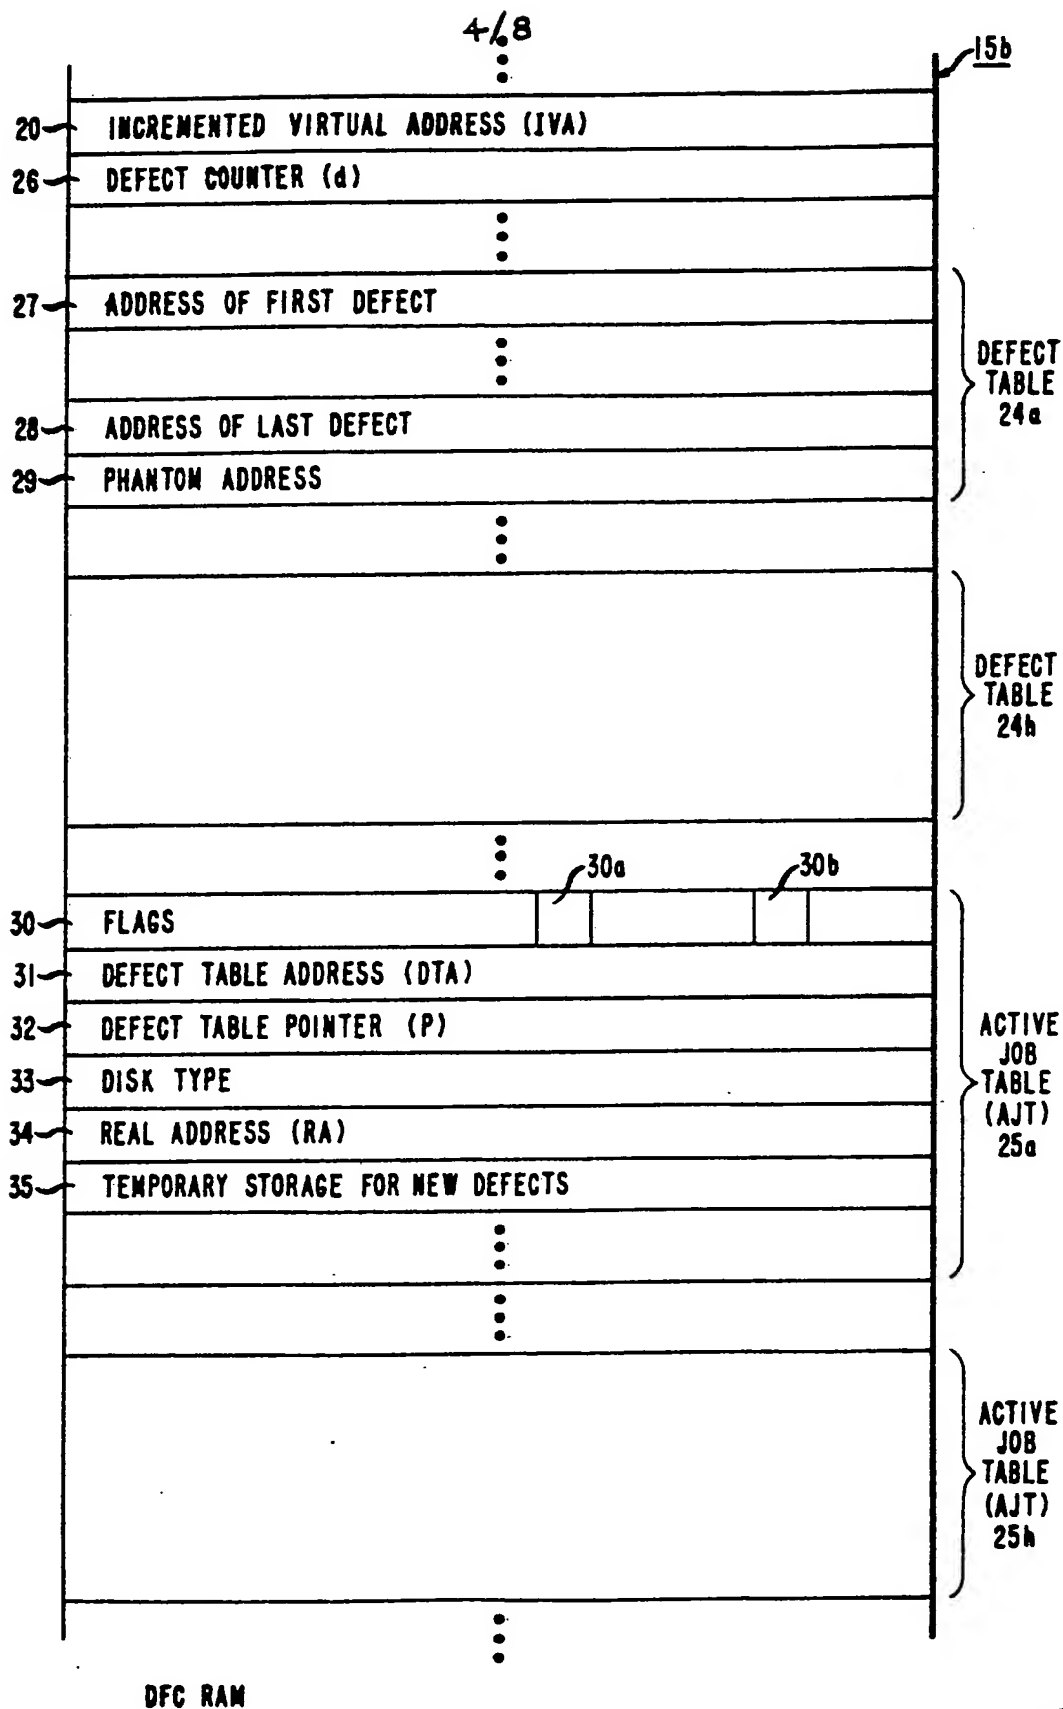 4/8
15b
20 INCREMENTED VIRTUAL ADDRESS (IVA)
26 DEFECT COUNTER (d)
27 ADDRESS OF FIRST DEFECT
DEFECT
TABLE
24a
28 ADDRESS OF LAST DEFECT
29 PHANTOM ADDRESS
DEFECT
TABLE
24h
30a 30b
30 FLAGS
31 DEFECT TABLE ADDRESS (DTA)
32 DEFECT TABLE POINTER (P)
33 DISK TYPE
34 REAL ADDRESS (RA)
35 TEMPORARY STORAGE FOR NEW DEFECTS
ACTIVE
JOB
TABLE
(AJT)
25a
ACTIVE
JOB
TABLE
(AJT)
25h
DFC RAM